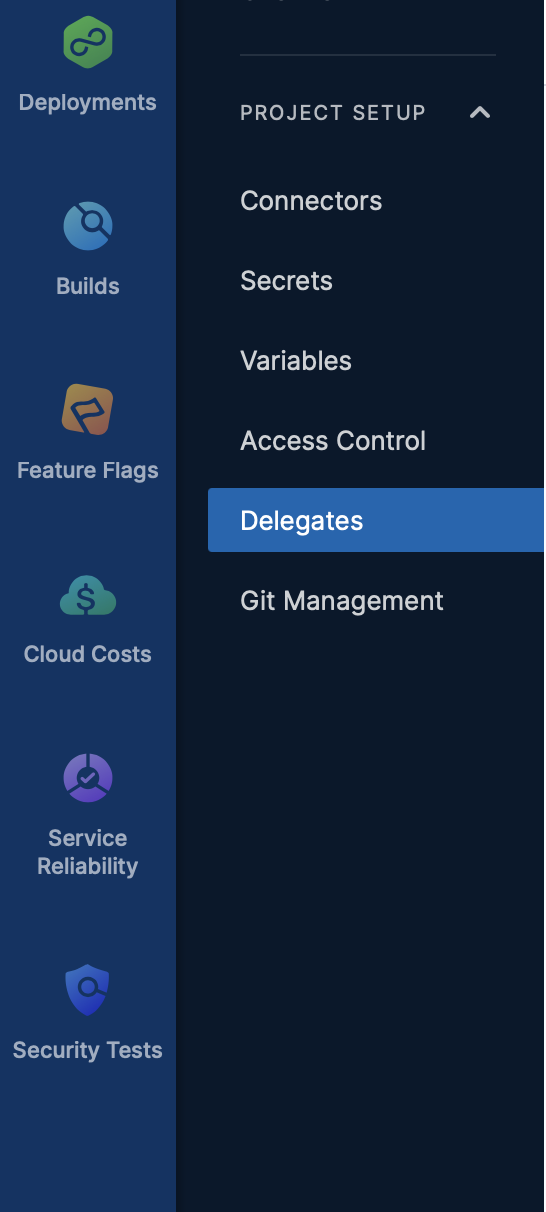 Deployments
Builds
Feature Flags
Cloud Costs
Service
Reliability
Security Tests
PROJECT SETUP
Connectors
Secrets
Variables
Access Control
Delegates
Git Management